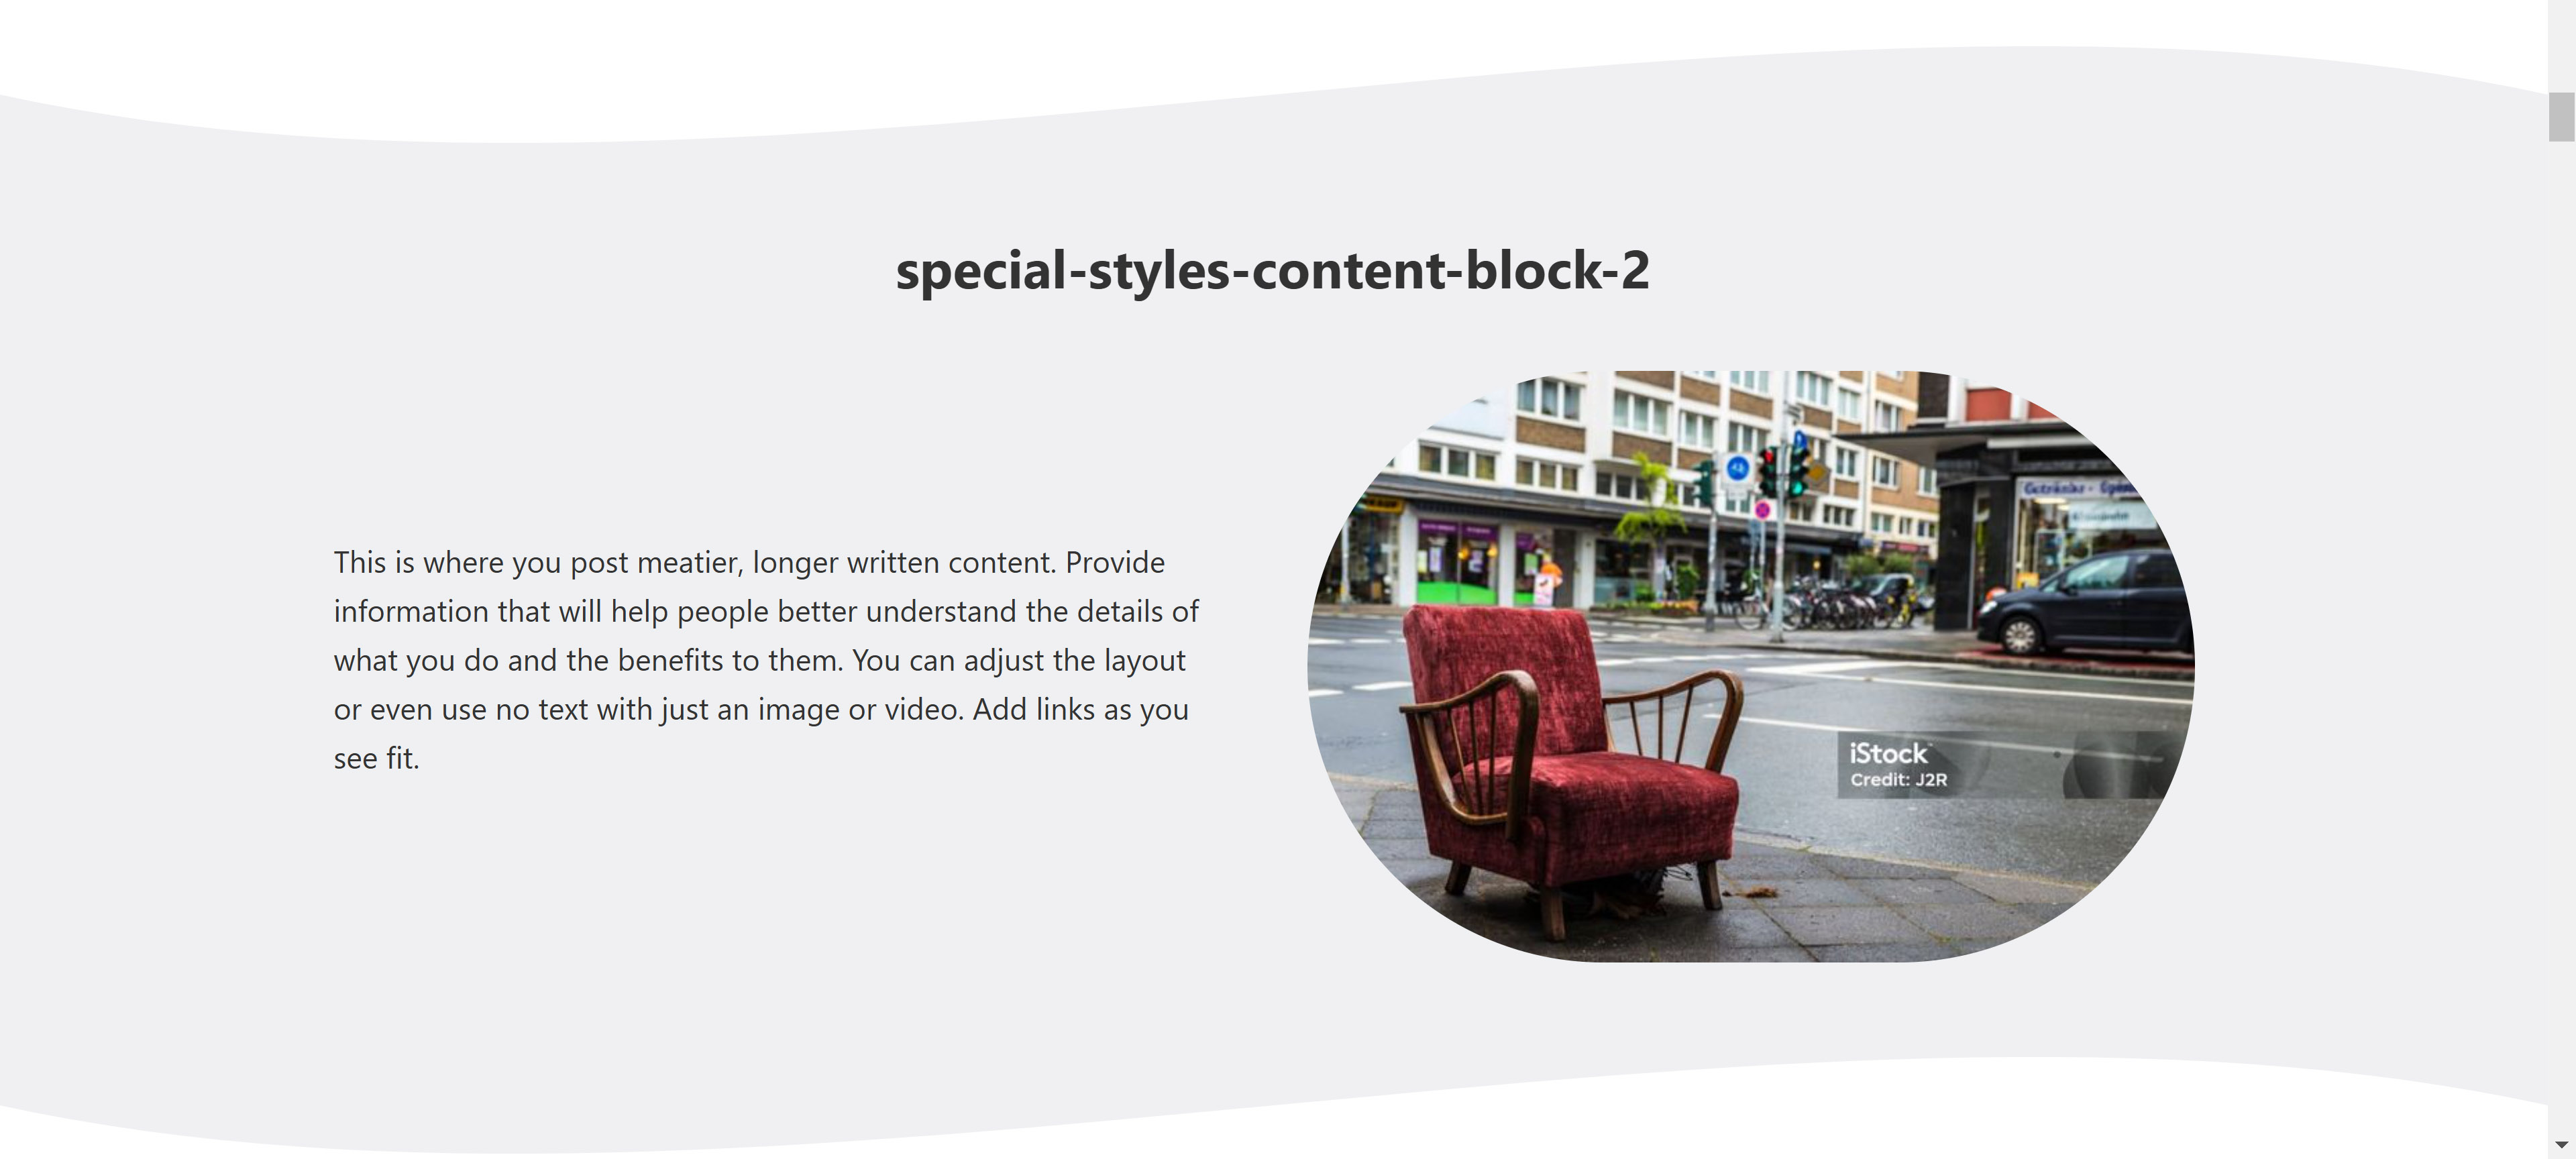 special-styles-content-block-2
This is where you post meatier, longer written content. Provide
information that will help people better understand the details of
what you do and the benefits to them. You can adjust the layout
or even use no text with just an image or video. Add links as you
see fit.
iStock
Credit: J2R